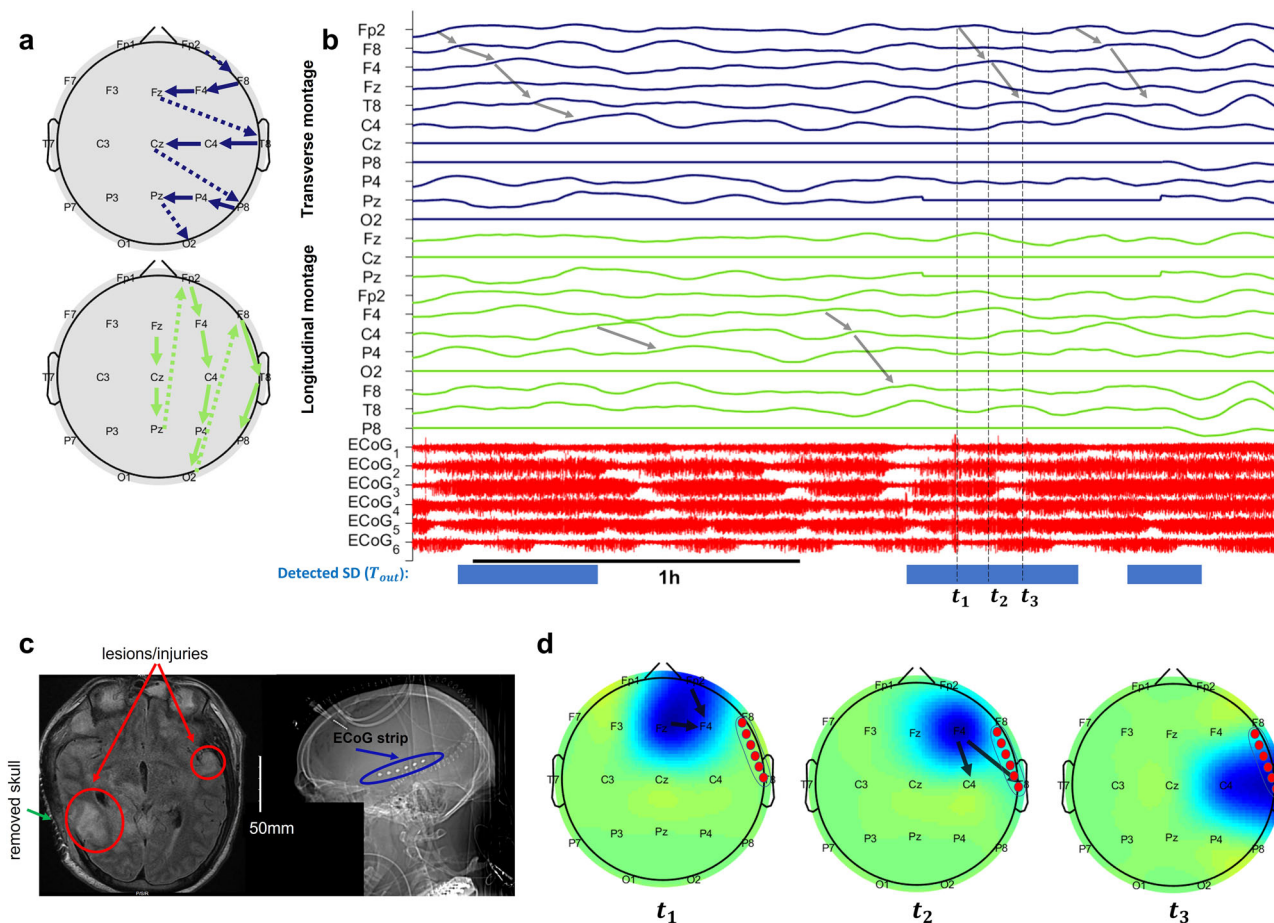 a
Fp1 Fp2
F7 F3 Fz F4 F8
T7 C3 Cz C4 T8
P7 P3 Pz P4 P8
O1 O2
Fp1 Fp2
F7 F3 Fz F4 F8
T7 C3 Cz C4 T8
P7 P3 Pz P4 P8
O1 O2
b
Transverse montage
Fp2
F8
F4
Fz
T8
C4
Cz
P8
P4
Pz
O2
Longitudinal montage
Fz
Cz
Pz
Fp2
F4
C4
P4
O2
F8
T8
P8
ECoG1
ECoG2
ECoG3
ECoG4
ECoG5
ECoG6
1h
Detected SD (Tout):
t1 t2 t3
c
lesions/injuries
removed skull
50mm
ECoG strip
d
Fp1
F7 F3 Fz F4 F8
T7 C3 Cz C4
P7 P3 Pz P4 P8
O1 O2
t1
Fp1 Fp2
F7 F3 Fz F4 F8
T7 C3 Cz C4
P7 P3 Pz P4 P8
O1 O2
t2
Fp1 Fp2
F7 F3 Fz F4 F8
T7 C3 Cz C4
P7 P3 Pz P4 P8
O1 O2
t3